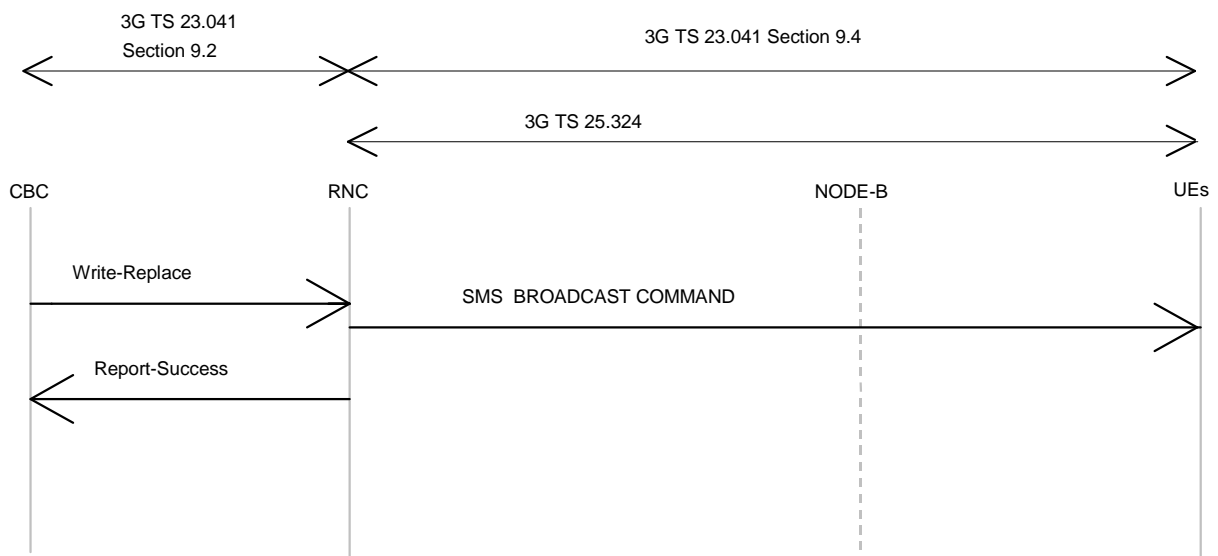 3G TS 23.041
Section 9.2
3G TS 23.041 Section 9.4
3G TS 25.324
CBC
RNC
NODE-B
UEs
Write-Replace
SMS BROADCAST COMMAND
Report-Success